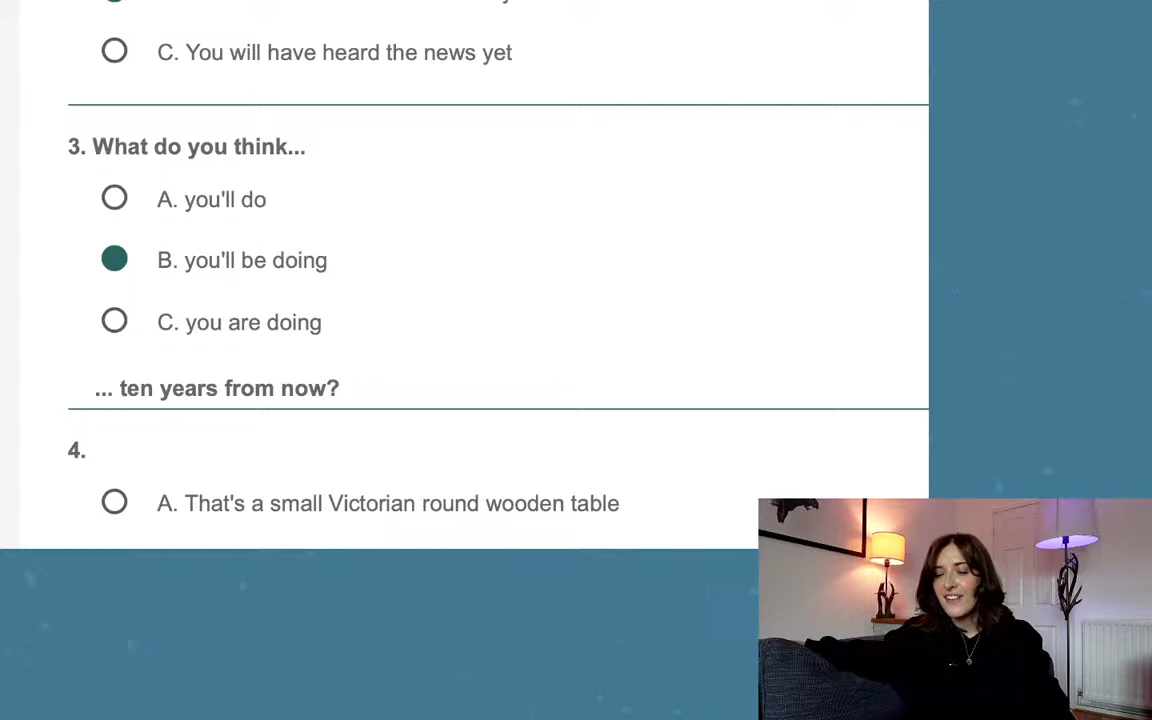 C. You will have heard the news yet
3. What do you think...
A. you'll do
B. you'll be doing
C. you are doing
... ten years from now?
4.
A. That's a small Victorian round wooden table